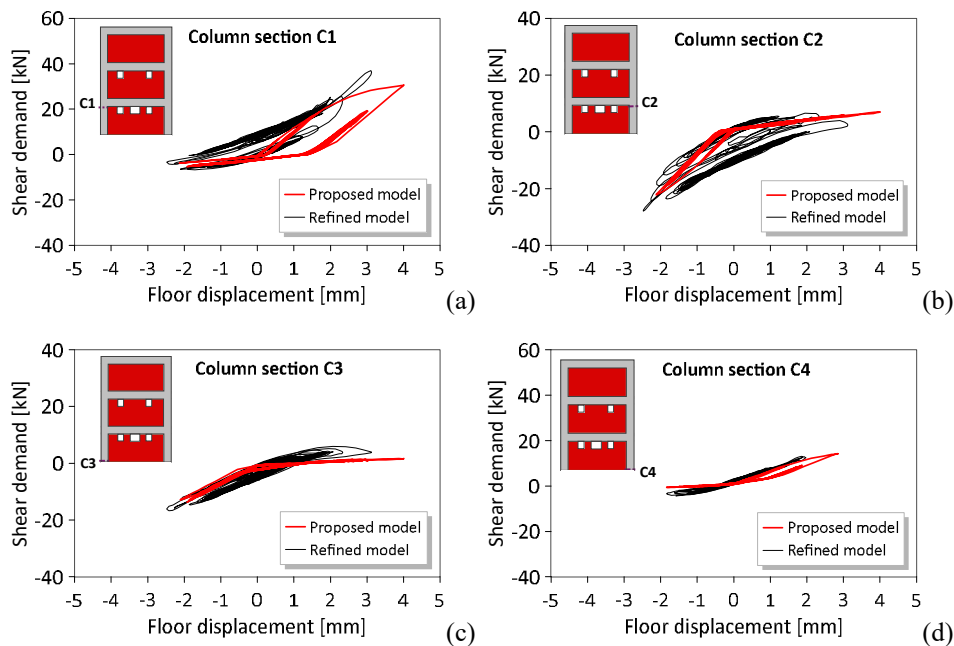 60
40
20
0
-20
-40
Shear demand [kN]
Column section C1
C1
Proposed model
Refined model
-5 -4 -3 -2 -1 0 1 2 3 4 5
Floor displacement [mm]
(a)
40
20
0
-20
-40
Shear demand [kN]
Column section C2
C2
Proposed model
Refined model
-5 -4 -3 -2 -1 0 1 2 3 4 5
Floor displacement [mm]
(b)
40
20
0
-20
-40
Shear demand [kN]
Column section C3
C3
Proposed model
Refined model
-5 -4 -3 -2 -1 0 1 2 3 4 5
Floor displacement [mm]
(c)
60
40
20
0
-20
-40
Shear demand [kN]
Column section C4
C4
Proposed model
Refined model
-5 -4 -3 -2 -1 0 1 2 3 4 5
Floor displacement [mm]
(d)